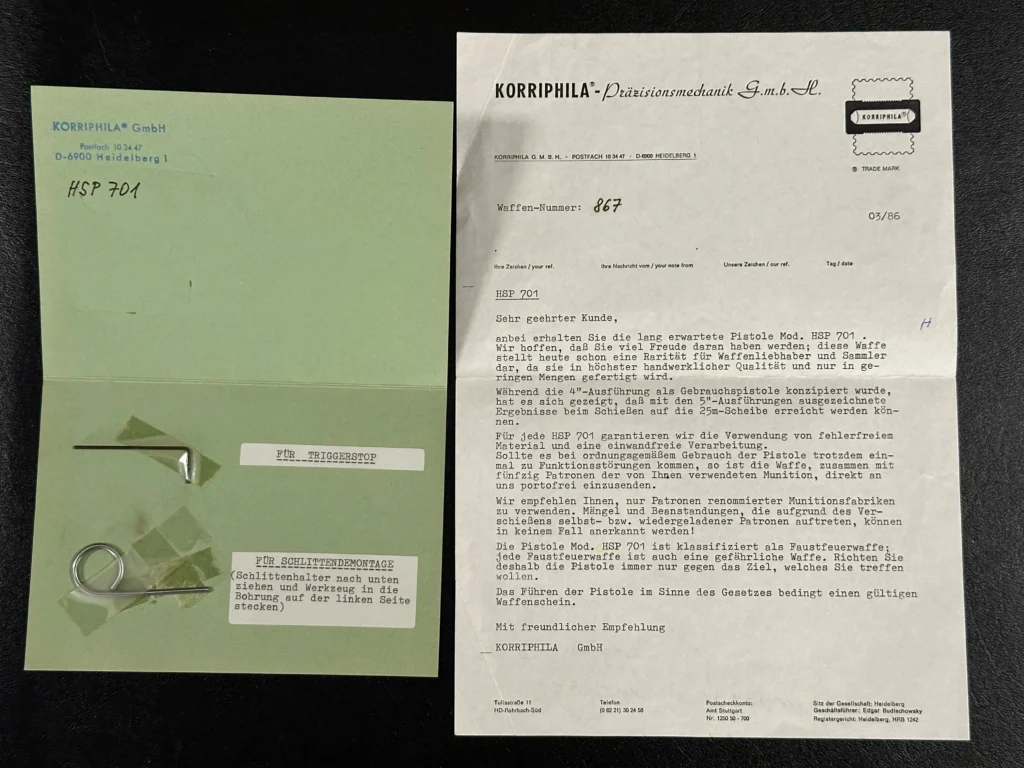 KORRIPHILA® GmbH
Postfach 10 34 47
D-6900 Heidelberg 1
HSP 701
FÜR TRIGGERSTOP
FÜR SCHLITTENDEMONTAGE
(Schlittenhalter nach unten
ziehen und Werkzeug in die
Bohrung auf der linken Seite
stecken)
KORRIPHILA®-Präzisionsmechanik G.m.b.H.
KORRIPHILA®
® TRADE MARK
KORRIPHILA G.M.B.H. · POSTFACH 10 34 47 · D-6900 HEIDELBERG 1
Waffen-Nummer: 867
03/86
Ihre Zeichen / your ref. Ihre Nachricht vom / your note from Unsere Zeichen / our ref. Tag / date
HSP 701
Sehr geehrter Kunde,
H
anbei erhalten Sie die lang erwartete Pistole Mod. HSP 701 .
Wir hoffen, daß Sie viel Freude daran haben werden; diese Waffe
stellt heute schon eine Rarität für Waffenliebhaber und Sammler
dar, da sie in höchster handwerklicher Qualität und nur in ge-
ringen Mengen gefertigt wird.
Während die 4"-Ausführung als Gebrauchspistole konzipiert wurde,
hat es sich gezeigt, daß mit den 5"-Ausführungen ausgezeichnete
Ergebnisse beim Schießen auf die 25m-Scheibe erreicht werden kön-
nen.
Für jede HSP 701 garantieren wir die Verwendung von fehlerfreiem
Material und eine einwandfreie Verarbeitung.
Sollte es bei ordnungsgemäßem Gebrauch der Pistole trotzdem ein-
mal zu Funktionsstörungen kommen, so ist die Waffe, zusammen mit
fünfzig Patronen der von Ihnen verwendeten Munition, direkt an
uns portofrei einzusenden.
Wir empfehlen Ihnen, nur Patronen renommierter Munitionsfabriken
zu verwenden. Mängel und Beanstandungen, die aufgrund des Ver-
schießens selbst- bzw. wiedergeladener Patronen auftreten, können
in keinem Fall anerkannt werden!
Die Pistole Mod. HSP 701 ist klassifiziert als Faustfeuerwaffe;
jede Faustfeuerwaffe ist auch eine gefährliche Waffe. Richten Sie
deshalb die Pistole immer nur gegen das Ziel, welches Sie treffen
wollen.
Das Führen der Pistole im Sinne des Gesetzes bedingt einen gültigen
Waffenschein.
Mit freundlicher Empfehlung
KORRIPHILA GmbH
Tullastraße 11
HD-Rohrbach-Süd
Telefon
(0 62 21) 30 24 56
Postscheckkonto:
Amt Stuttgart
Nr. 1250 50 - 700
Sitz der Gesellschaft: Heidelberg
Geschäftsführer: Edgar Budischowsky
Registergericht: Heidelberg, HRB 1242